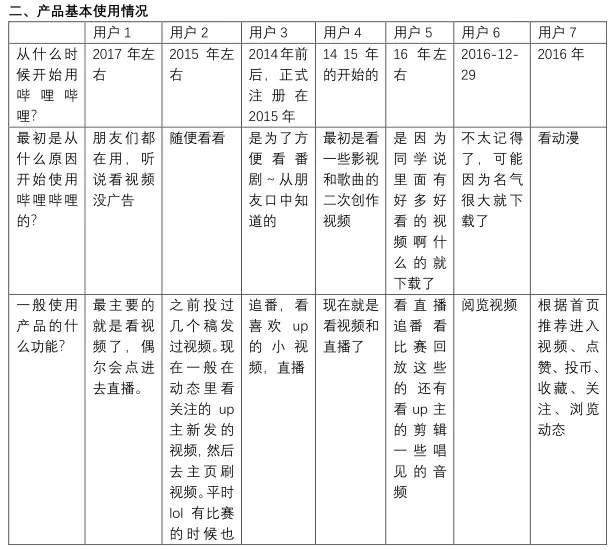 二、产品基本使用情况
用户 1 用户 2 用户 3 用户 4 用户 5 用户 6 用户 7
从什么时
候开始用
哔哩哔
哩?
2017 年左
右
2015 年左
右
2014年前
后，正式
注册在
2015 年
14 15 年
的开始的
16 年左
右
2016-12-
29
2016 年
最初是从
什么原因
开始使用
哔哩哔哩
的?
朋友们都
在用，听
说看视频
没广告
随便看看
是为了方
便看番
剧~从朋
友口中知
道的
最初是看
一些影视
和歌曲的
二次创作
视频
是因为
同学说
里面有
好多好
看的视
频啊什
么的就
下载了
不太记得
了，可能
因为名气
很大就下
载了
看动漫
一般使用
产品的什
么功能?
最主要的
就是看视
频了，偶
尔会点进
去直播。
之前投过
几个稿发
过视频。现
在一般在
动态里看
关注的 up
主新发的
视频，然后
去主页刷
视频。平时
lol 有比赛
的时候也
追番，看
喜欢 up
的小视
频，直播
现在就是
看视频和
直播了
看直播
追番 看
比赛回
放这些
的 还有
看up主
的剪辑
一些唱
见的音
频
阅览视频
根据首页
推荐进入
视频、点
赞、投币、
收藏、关
注、浏览
动态